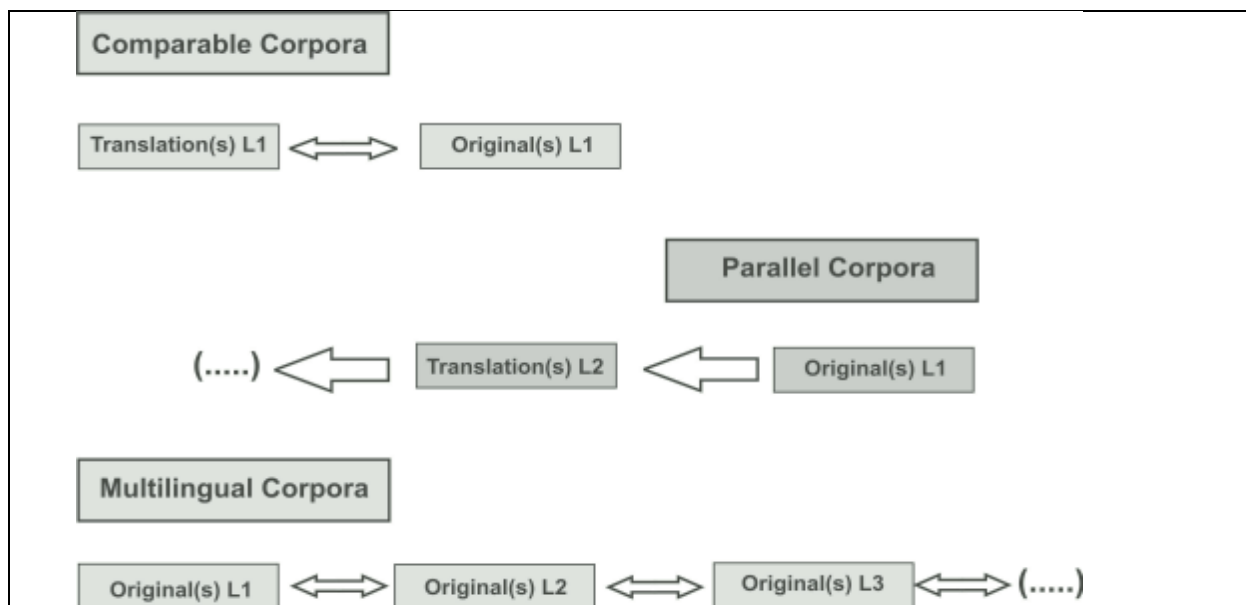 Comparable Corpora
Translation(s) L1 Original(s) L1
Parallel Corpora
(.....) Translation(s) L2 Original(s) L1
Multilingual Corpora
Original(s) L1 Original(s) L2 Original(s) L3 (.....)